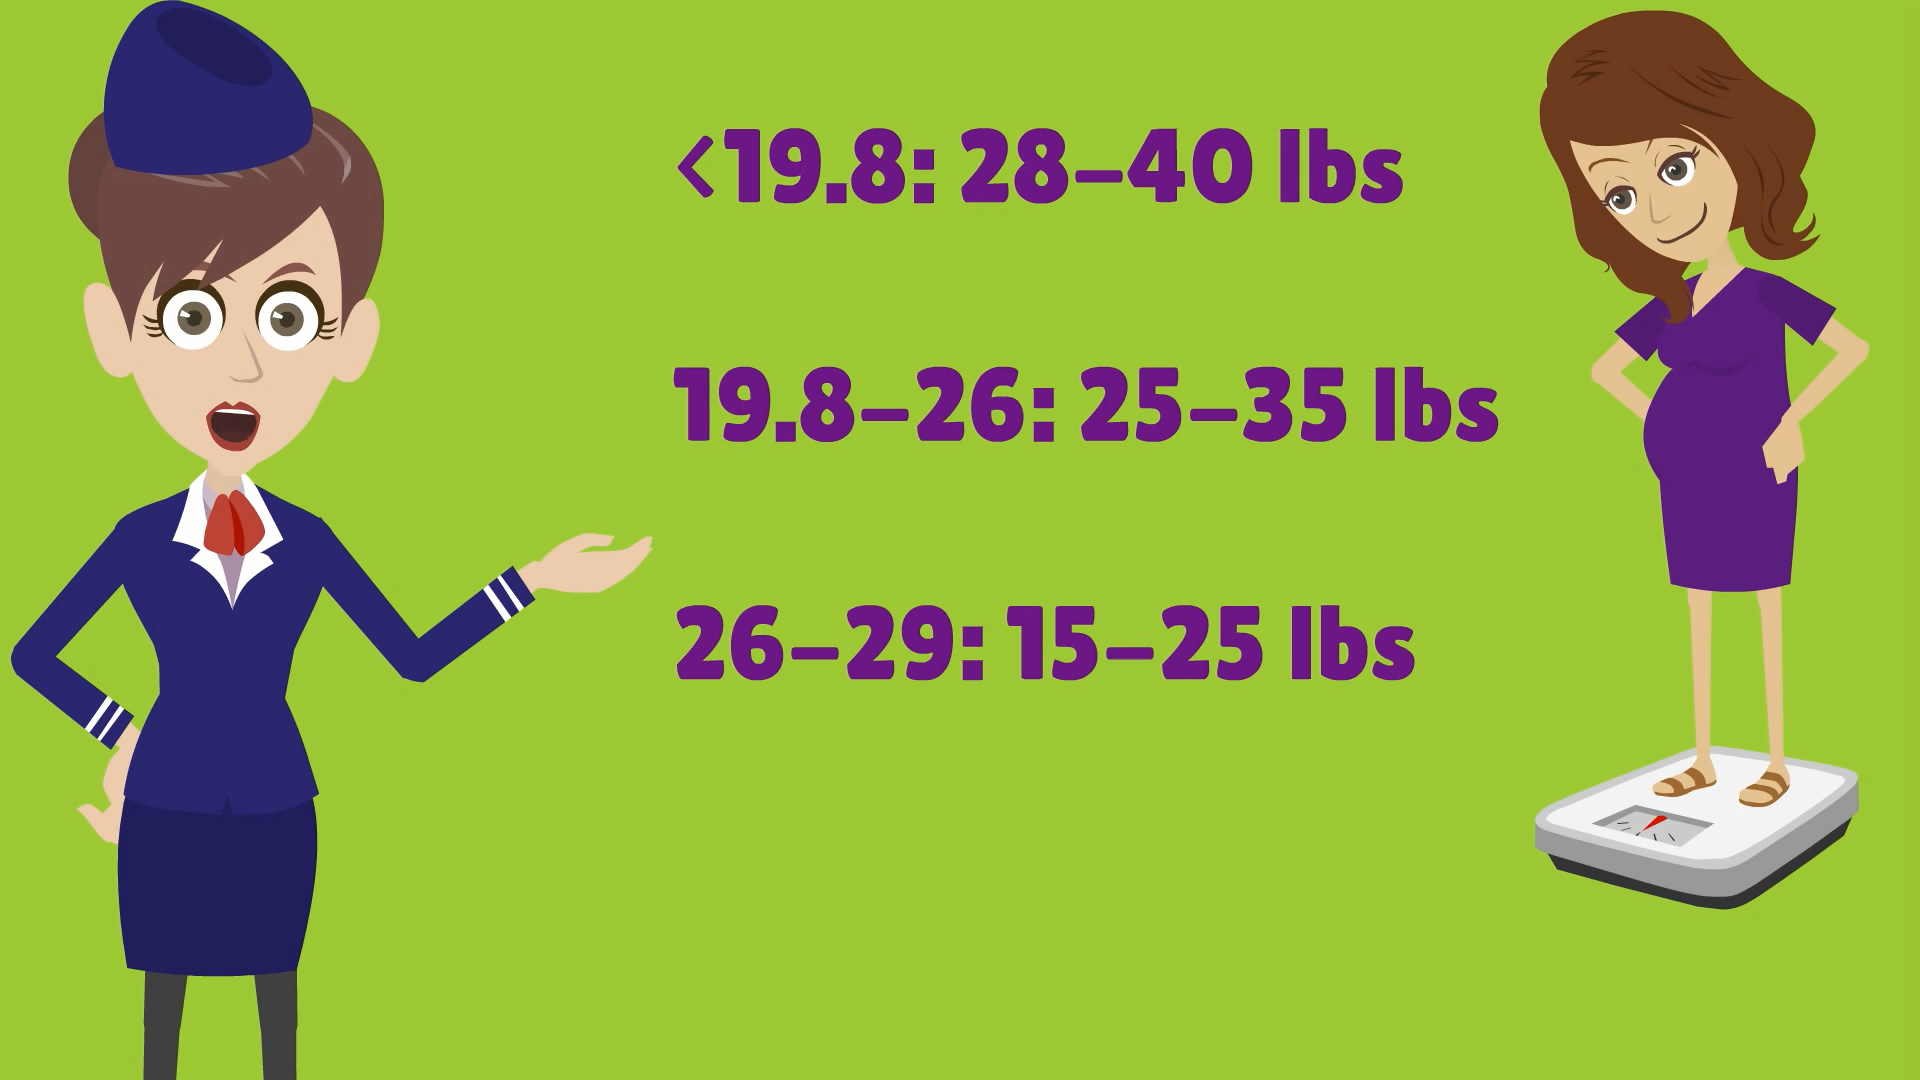 <19.8: 28–40 lbs
19.8–26: 25–35 lbs
26–29: 15–25 lbs